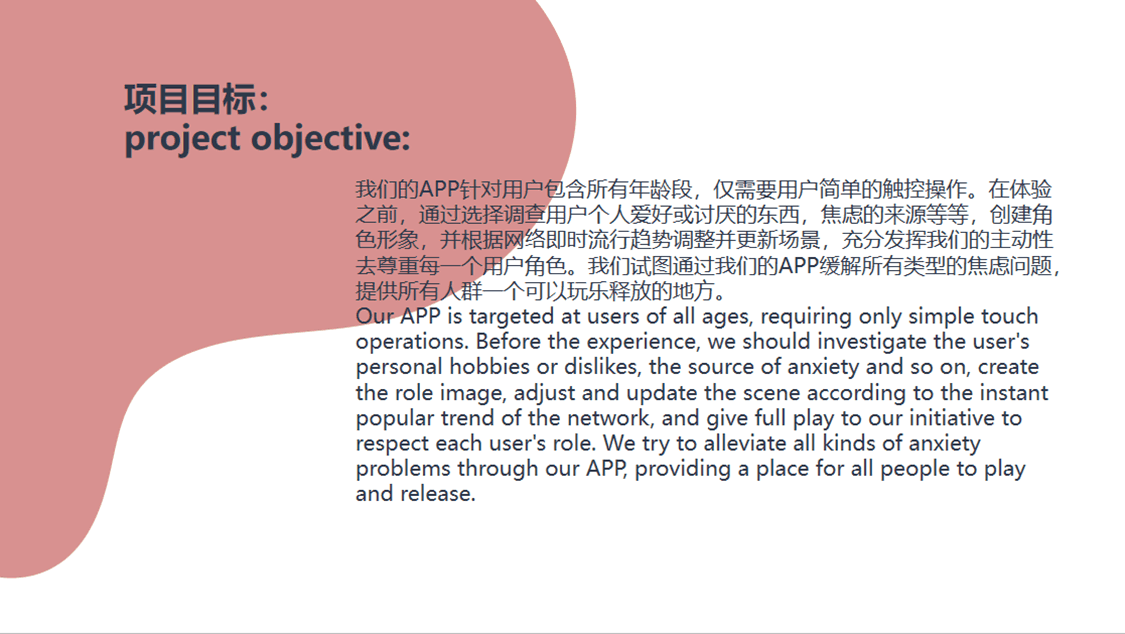 项目目标：
project objective:
我们的APP针对用户包含所有年龄段，仅需要用户简单的触控操作。在体验
之前，通过选择调查用户个人爱好或讨厌的东西，焦虑的来源等等，创建角
色形象，并根据网络即时流行趋势调整并更新场景，充分发挥我们的主动性
去尊重每一个用户角色。我们试图通过我们的APP缓解所有类型的焦虑问题，
提供所有人群一个可以玩乐释放的地方。
Our APP is targeted at users of all ages, requiring only simple touch
operations. Before the experience, we should investigate the user's
personal hobbies or dislikes, the source of anxiety and so on, create
the role image, adjust and update the scene according to the instant
popular trend of the network, and give full play to our initiative to
respect each user's role. We try to alleviate all kinds of anxiety
problems through our APP, providing a place for all people to play
and release.